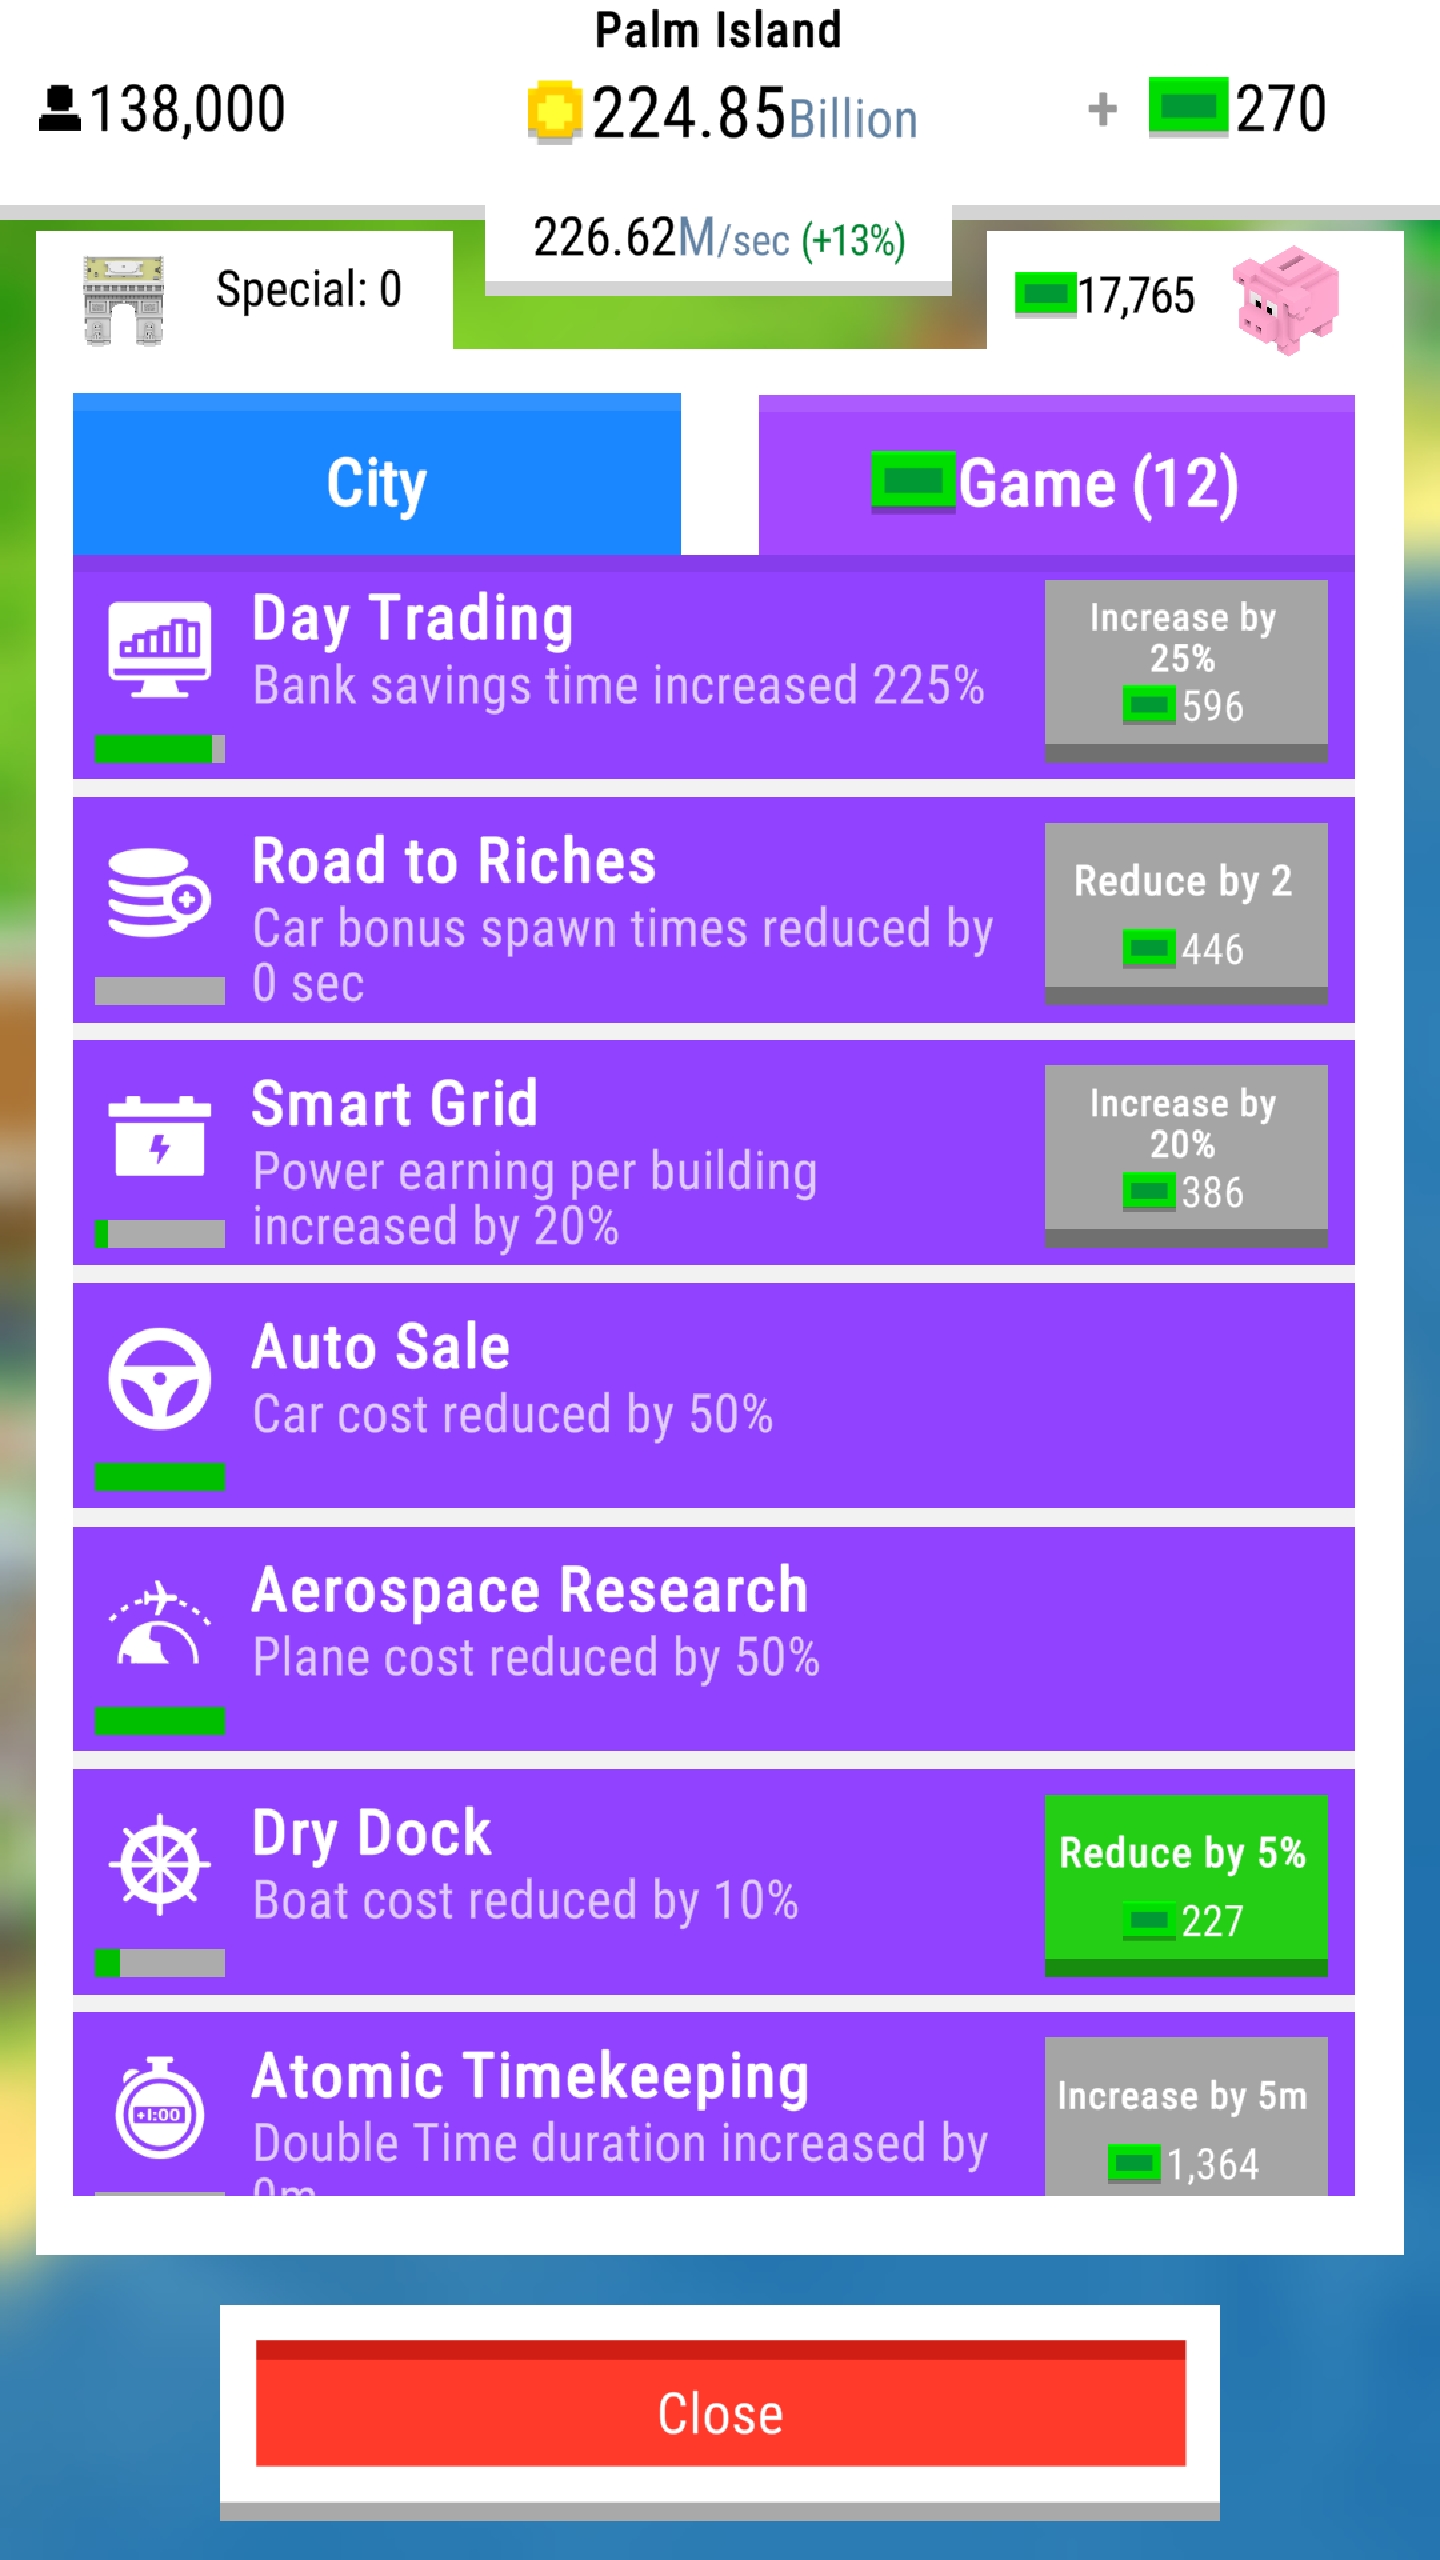 Palm Island
138,000
224.85Billion
+ 270
226.62M/sec (+13%)
Special: 0
17,765
City
Game (12)
Day Trading
Bank savings time increased 225%
Increase by
25%
596
Road to Riches
Car bonus spawn times reduced by
0 sec
Reduce by 2
446
Smart Grid
Power earning per building
increased by 20%
Increase by
20%
386
Auto Sale
Car cost reduced by 50%
Aerospace Research
Plane cost reduced by 50%
Dry Dock
Boat cost reduced by 10%
Reduce by 5%
227
+1:00
Atomic Timekeeping
Double Time duration increased by
0m
Increase by 5m
1,364
Close